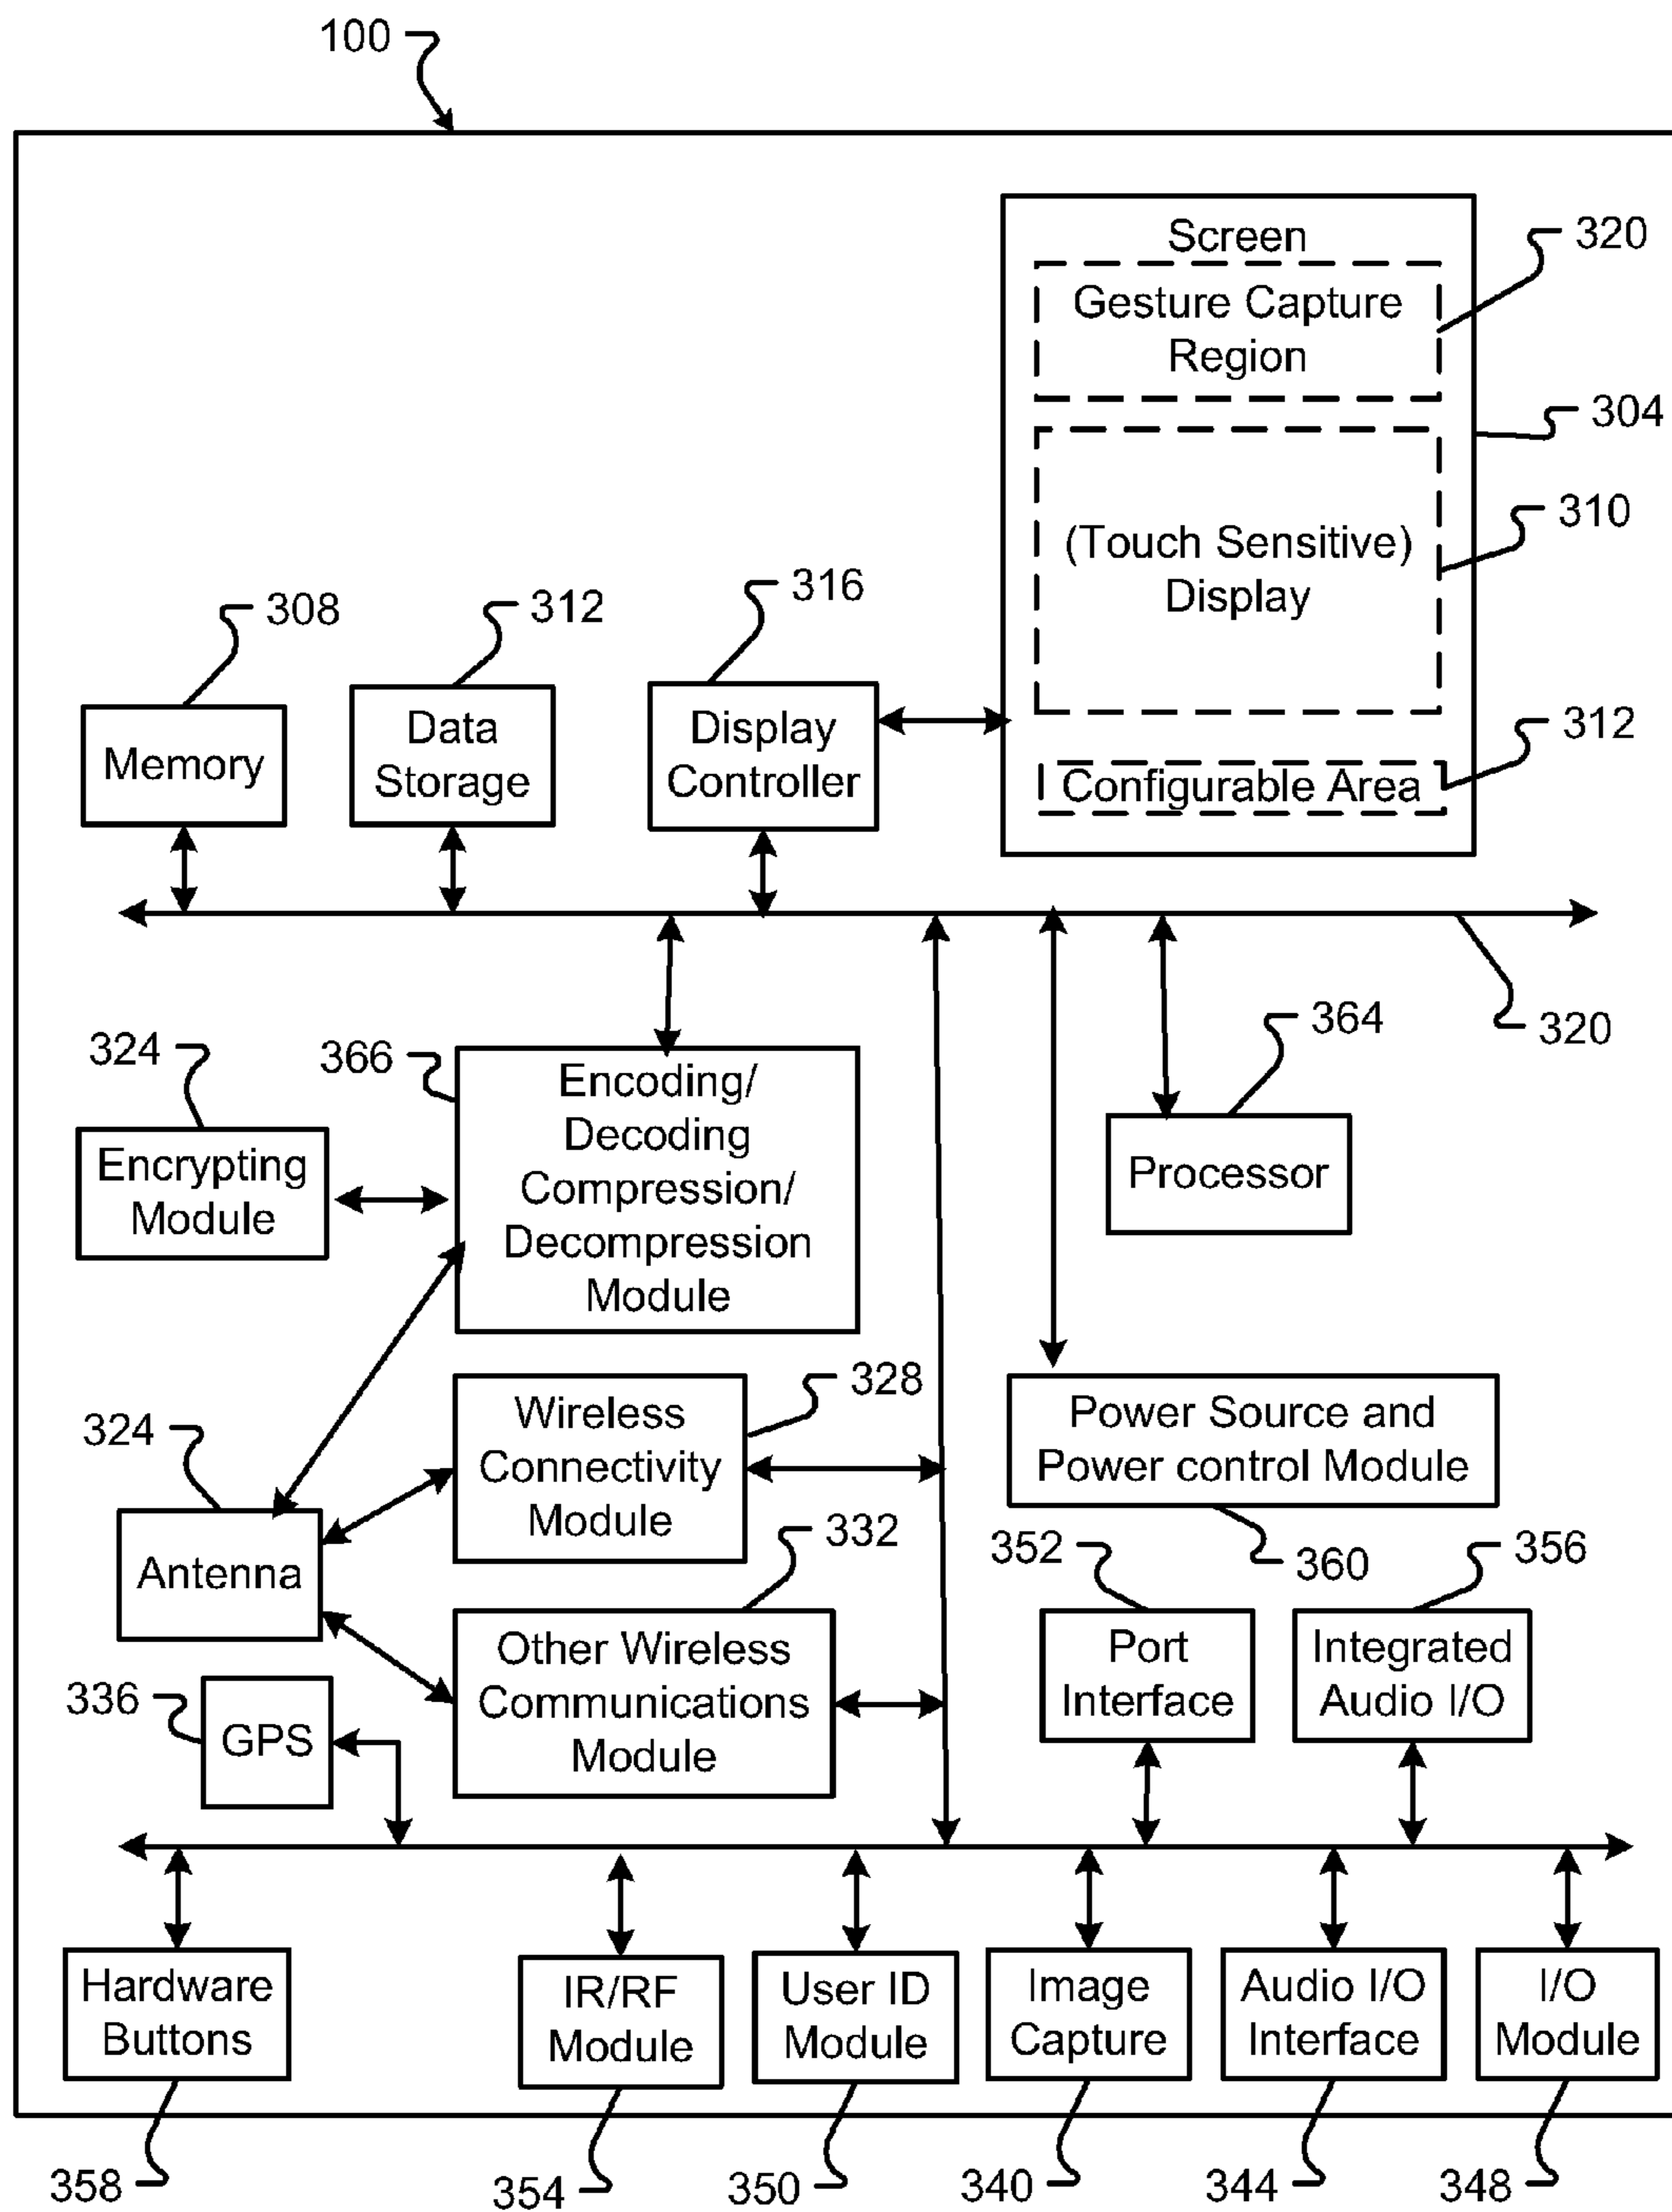 100
Screen
320
Gesture Capture
Region
304
310
(Touch Sensitive)
Display
308
312
316
Memory
Data
Storage
Display
Controller
312
Configurable Area
320
364
324
366
Encoding/
Decoding
Compression/
Decompression
Module
Encrypting
Module
Processor
328
Wireless
Connectivity
Module
Power Source and
Power control Module
324
Antenna
332
352
360
356
Other Wireless
Communications
Module
Port
Interface
Integrated
Audio I/O
336
GPS
Hardware
Buttons
IR/RF
Module
User ID
Module
Image
Capture
Audio I/O
Interface
I/O
Module
358
354
350
340
344
348